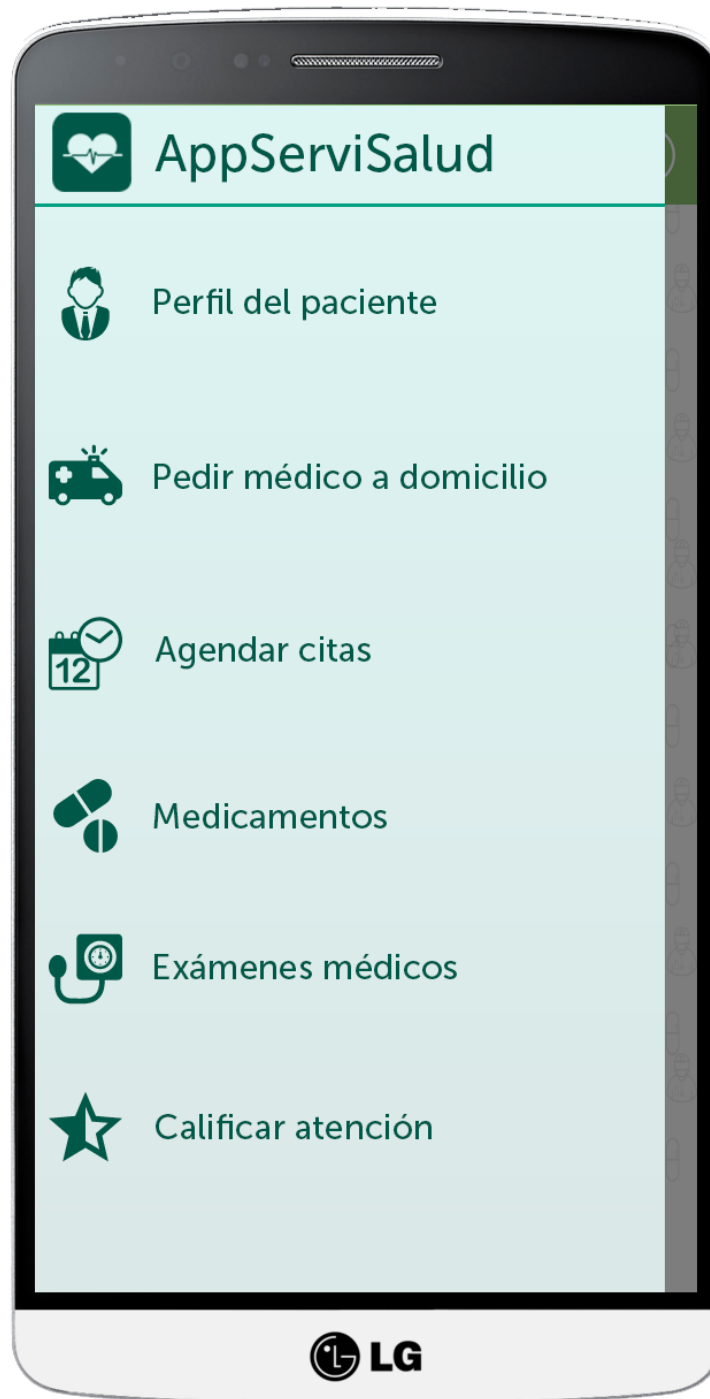 AppServiSalud
Perfil del paciente
Pedir médico a domicilio
Agendar citas
12
Medicamentos
Exámenes médicos
Calificar atención
LG